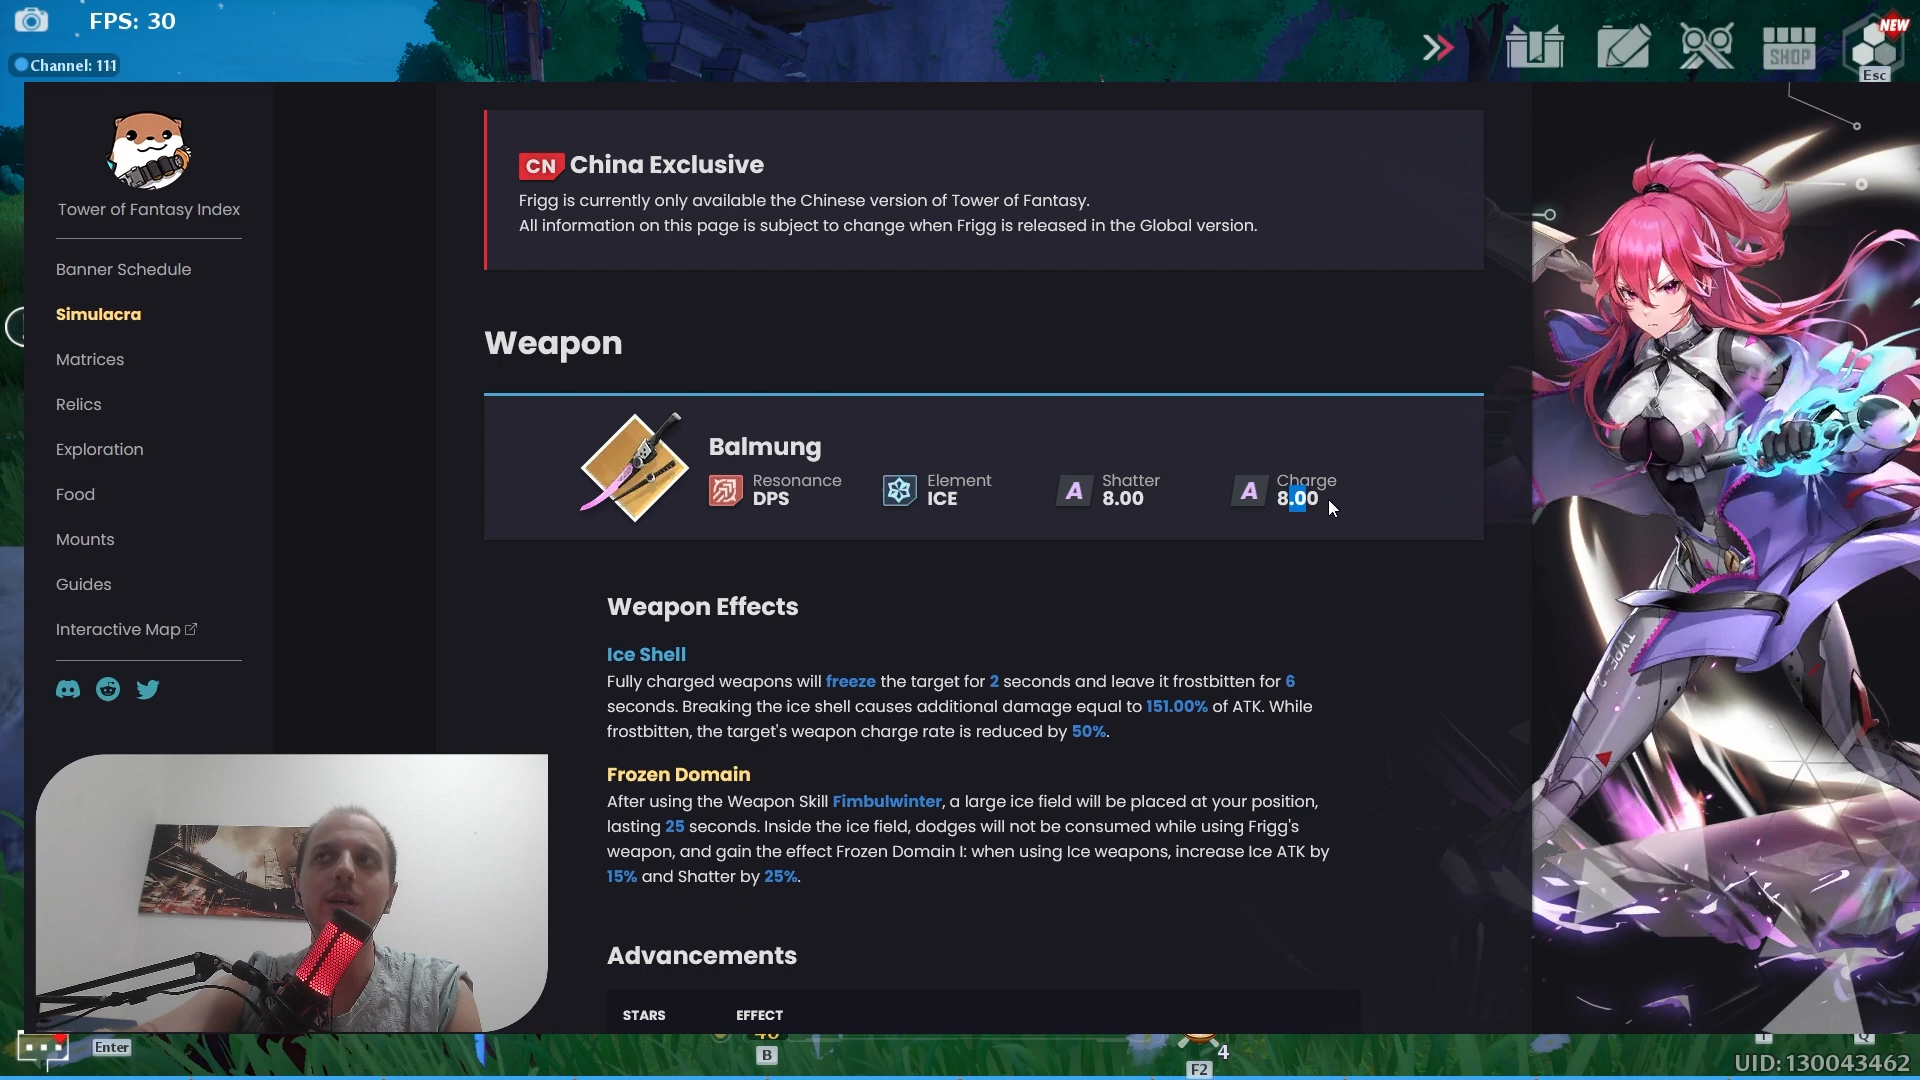 FPS: 30
Channel: 111
SHOP
NEW
Esc
Tower of Fantasy Index
Banner Schedule
Simulacra
Matrices
Relics
Exploration
Food
Mounts
Guides
Interactive Map
CN China Exclusive
Frigg is currently only available the Chinese version of Tower of Fantasy.
All information on this page is subject to change when Frigg is released in the Global version.
Weapon
Balmung
Resonance
DPS
Element
ICE
A
Shatter
8.00
A
Charge
8.00
Weapon Effects
Ice Shell
Fully charged weapons will freeze the target for 2 seconds and leave it frostbitten for 6
seconds. Breaking the ice shell causes additional damage equal to 151.00% of ATK. While
frostbitten, the target's weapon charge rate is reduced by 50%.
Frozen Domain
After using the Weapon Skill Fimbulwinter, a large ice field will be placed at your position,
lasting 25 seconds. Inside the ice field, dodges will not be consumed while using Frigg's
weapon, and gain the effect Frozen Domain I: when using Ice weapons, increase Ice ATK by
15% and Shatter by 25%.
Advancements
STARS EFFECT
Enter
B
4
F2
UID:130043462